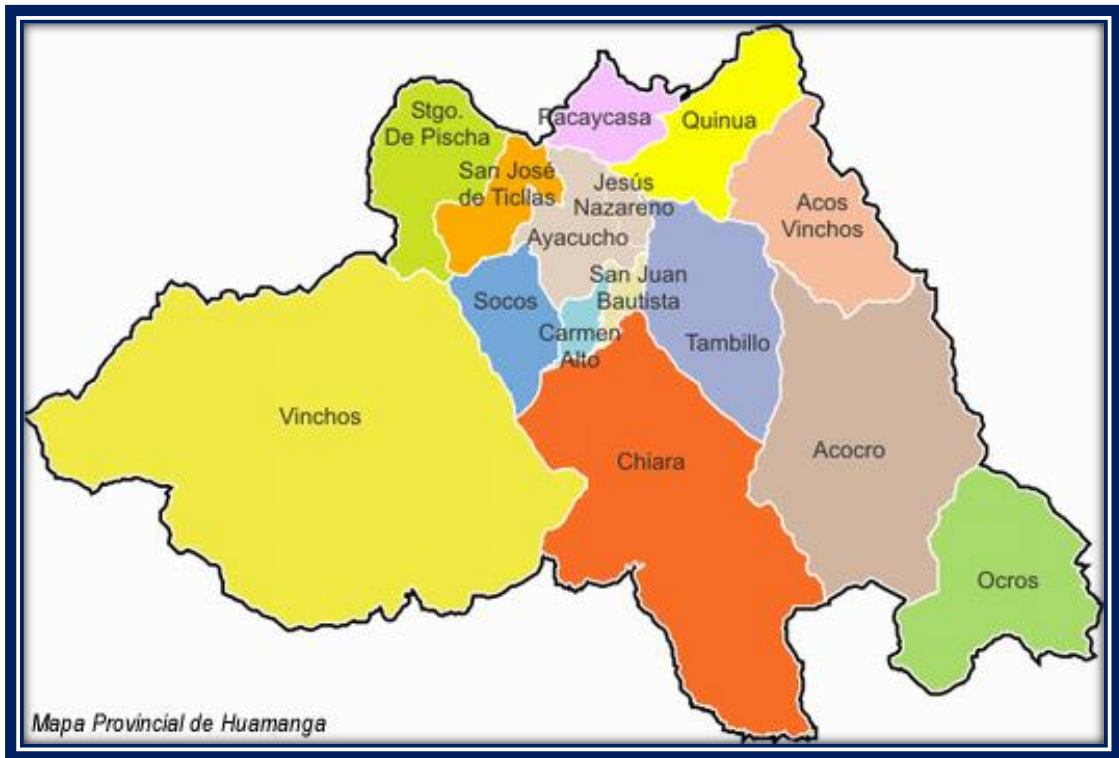 Stgo.
De Pischa
Pacaycasa
Quinua
San José
de Ticllas
Jesús
Nazareno
Acos
Vinchos
Ayacucho
San Juan
Bautista
Socos
Carmen
Alto
Tambillo
Vinchos
Chiara
Acocro
Ocros
Mapa Provincial de Huamanga